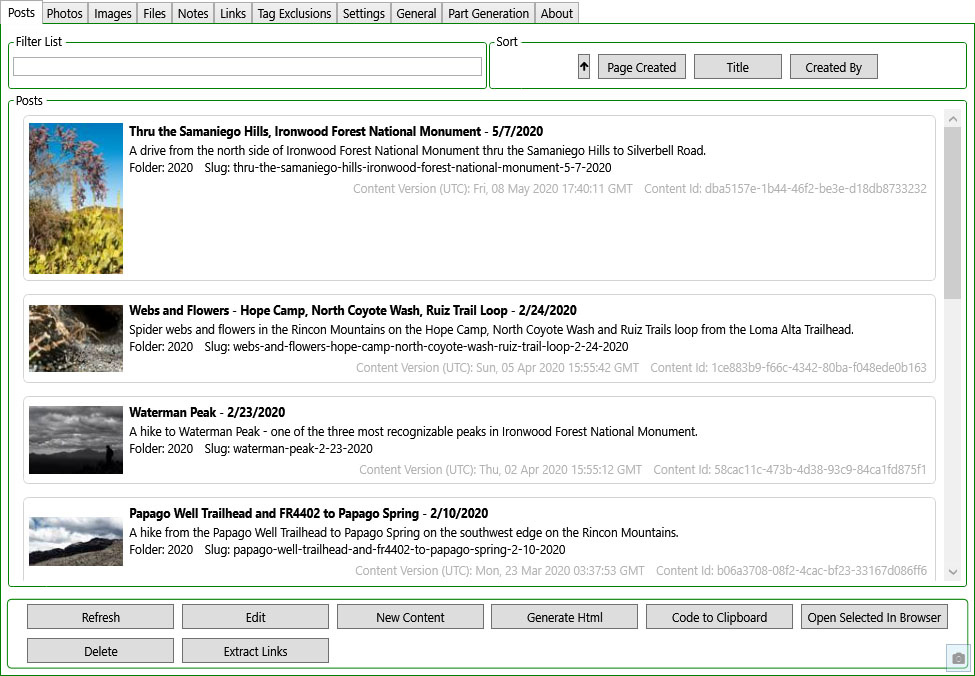 Posts Photos Images Files Notes Links Tag Exclusions Settings General Part Generation About
Filter List
Sort
Page Created Title Created By
Posts
Thru the Samaniego Hills, Ironwood Forest National Monument - 5/7/2020
A drive from the north side of Ironwood Forest National Monument thru the Samaniego Hills to Silverbell Road.
Folder: 2020 Slug: thru-the-samaniego-hills-ironwood-forest-national-monument-5-7-2020
Content Version (UTC): Fri, 08 May 2020 17:40:11 GMT Content Id: dba5157e-1b44-46f2-be3e-d18db8733232
Webs and Flowers - Hope Camp, North Coyote Wash, Ruiz Trail Loop - 2/24/2020
Spider webs and flowers in the Rincon Mountains on the Hope Camp, North Coyote Wash and Ruiz Trails loop from the Loma Alta Trailhead.
Folder: 2020 Slug: webs-and-flowers-hope-camp-north-coyote-wash-ruiz-trail-loop-2-24-2020
Content Version (UTC): Sun, 05 Apr 2020 15:55:42 GMT Content Id: 1ce883b9-f66c-4342-80ba-f048ede0b163
Waterman Peak - 2/23/2020
A hike to Waterman Peak - one of the three most recognizable peaks in Ironwood Forest National Monument.
Folder: 2020 Slug: waterman-peak-2-23-2020
Content Version (UTC): Thu, 02 Apr 2020 15:55:12 GMT Content Id: 58cac11c-473b-4d38-93c9-84ca1fd875f1
Papago Well Trailhead and FR4402 to Papago Spring - 2/10/2020
A hike from the Papago Well Trailhead to Papago Spring on the southwest edge on the Rincon Mountains.
Folder: 2020 Slug: papago-well-trailhead-and-fr4402-to-papago-spring-2-10-2020
Content Version (UTC): Mon, 23 Mar 2020 03:37:53 GMT Content Id: b06a3708-08f2-4cac-bf23-33167d086ff6
Refresh Edit New Content Generate Html Code to Clipboard Open Selected In Browser
Delete Extract Links